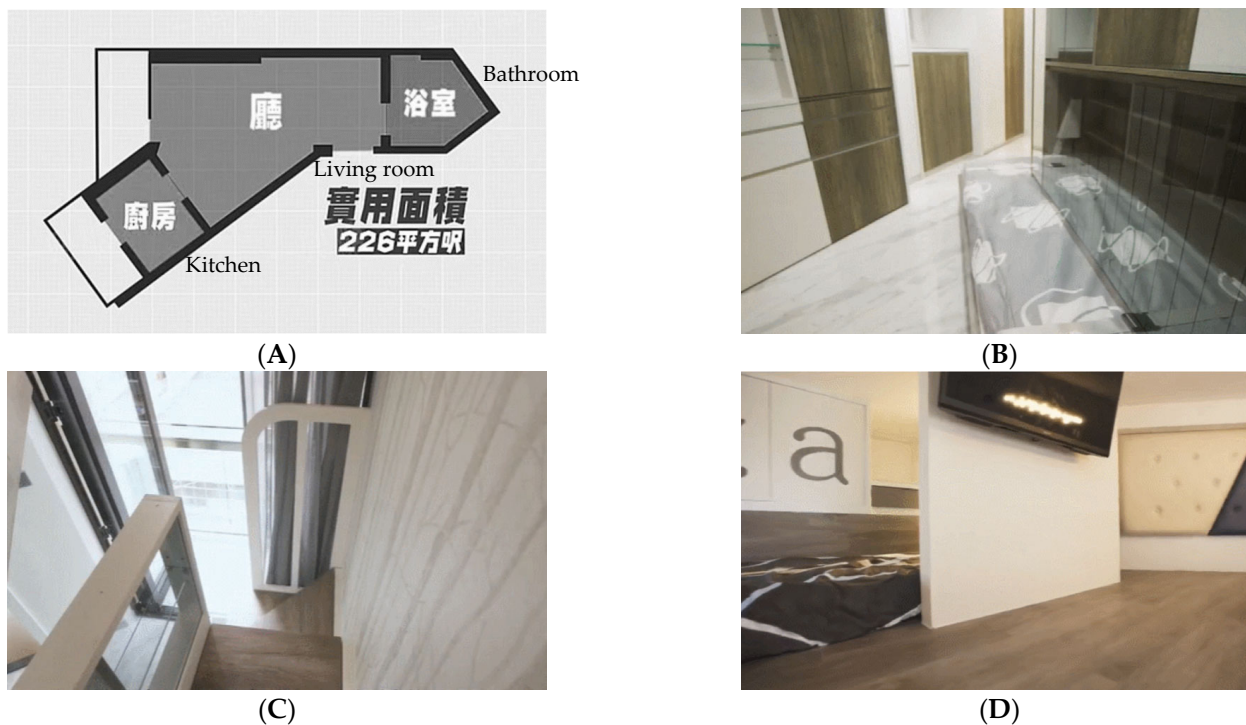 Bathroom
浴室
廳
Living room
實用面積
226平方呎
廚房
Kitchen
(A)
(B)
a
(C)
(D)